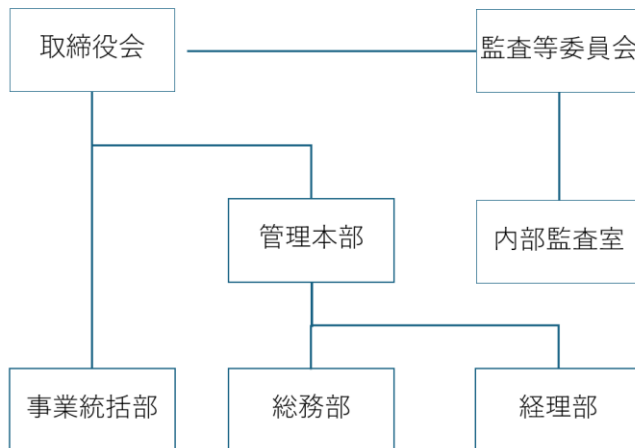 取締役会
監査等委員会
管理本部
内部監査室
事業統括部
総務部
経理部